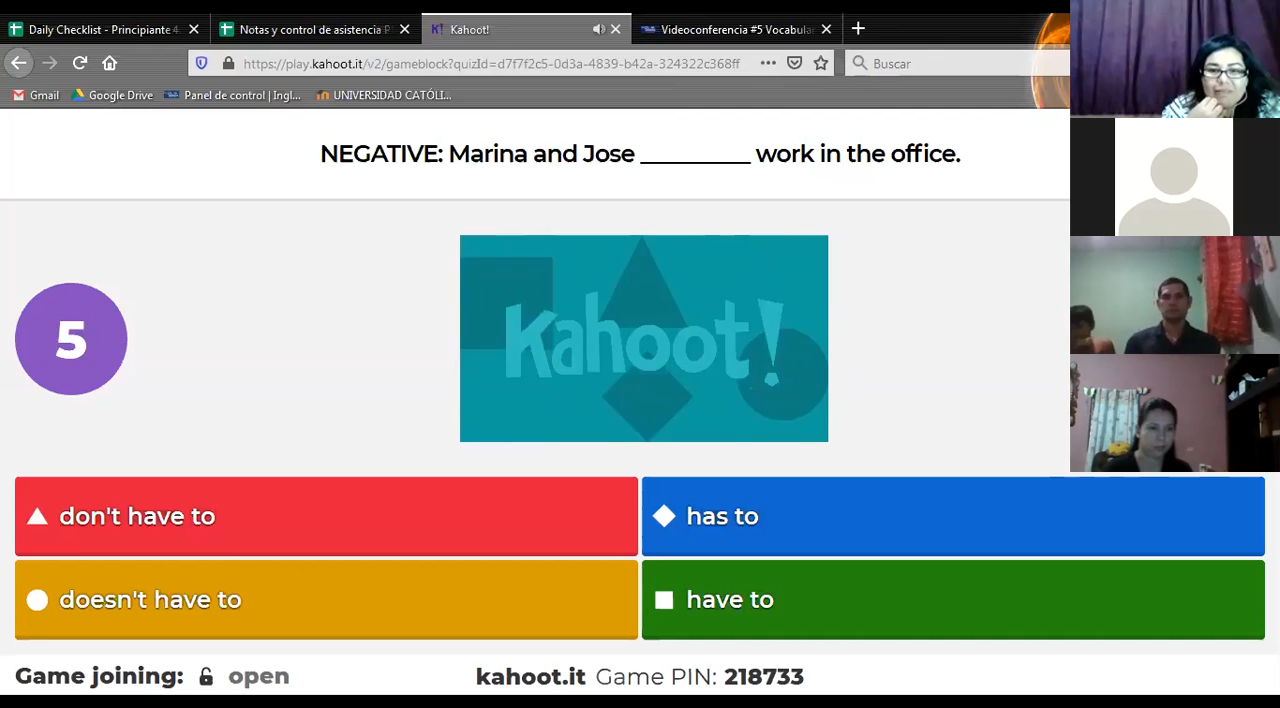 Daily Checklist - Principiante 4
Notas y control de asistencia P
Kahoot!
Videoconferencia #5 Vocabula
https://play.kahoot.it/v2/gameblock?quizId=d7f7f2c5-0d3a-4839-b42a-324322c368ff
Buscar
Gmail
Google Drive
Panel de control | Ingl...
UNIVERSIDAD CATÓLI...
NEGATIVE: Marina and Jose _________ work in the office.
5
Kahoot!
don't have to
has to
doesn't have to
have to
Game joining: open
kahoot.it Game PIN: 218733